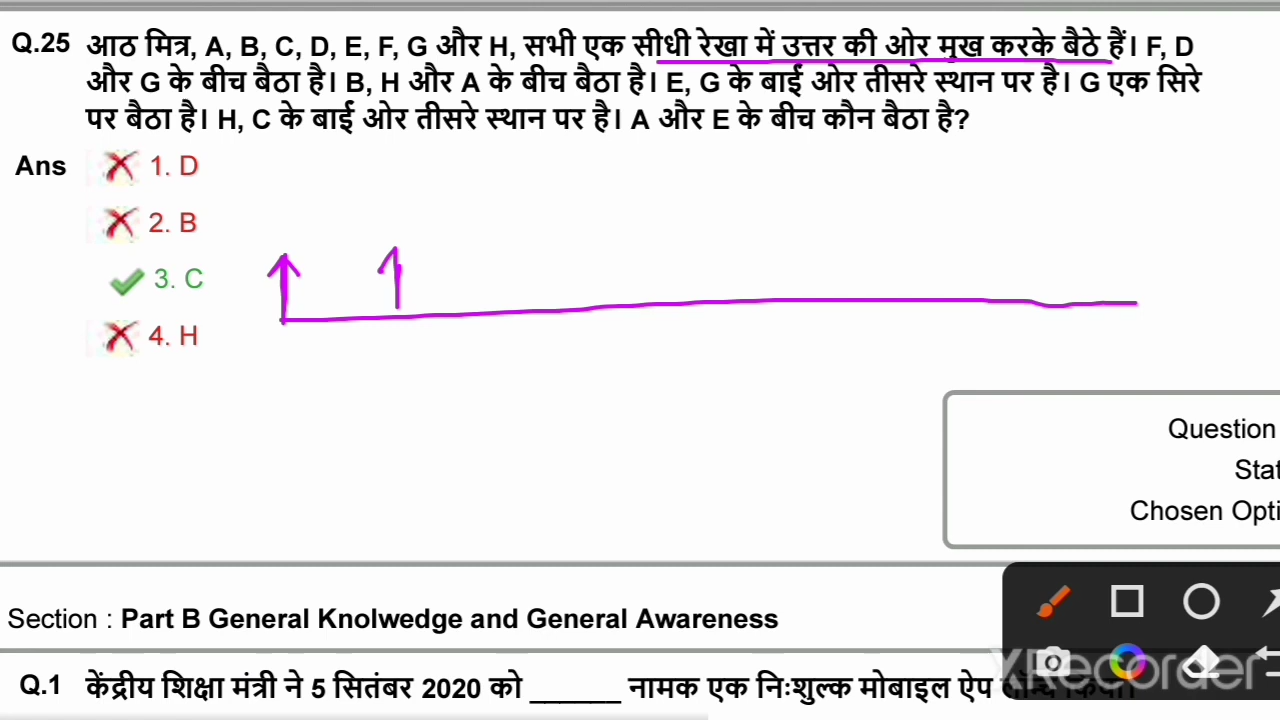 Q.25 आठ मित्र, A, B, C, D, E, F, G और H, सभी एक सीधी रेखा में उत्तर की ओर मुख करके बैठे हैं। F, D
और G के बीच बैठा है। B, H और A के बीच बैठा है। E, G के बाईं ओर तीसरे स्थान पर है। G एक सिरे
पर बैठा है। H, C के बाईं ओर तीसरे स्थान पर है। A और E के बीच कौन बैठा है?
Ans 1. D
2. B
3. C
4. H
Question
Stat
Chosen Opti
Section : Part B General Knolwedge and General Awareness
Q.1 केंद्रीय शिक्षा मंत्री ने 5 सितंबर 2020 को ______ नामक एक निःशुल्क मोबाइल ऐप
XRecorder